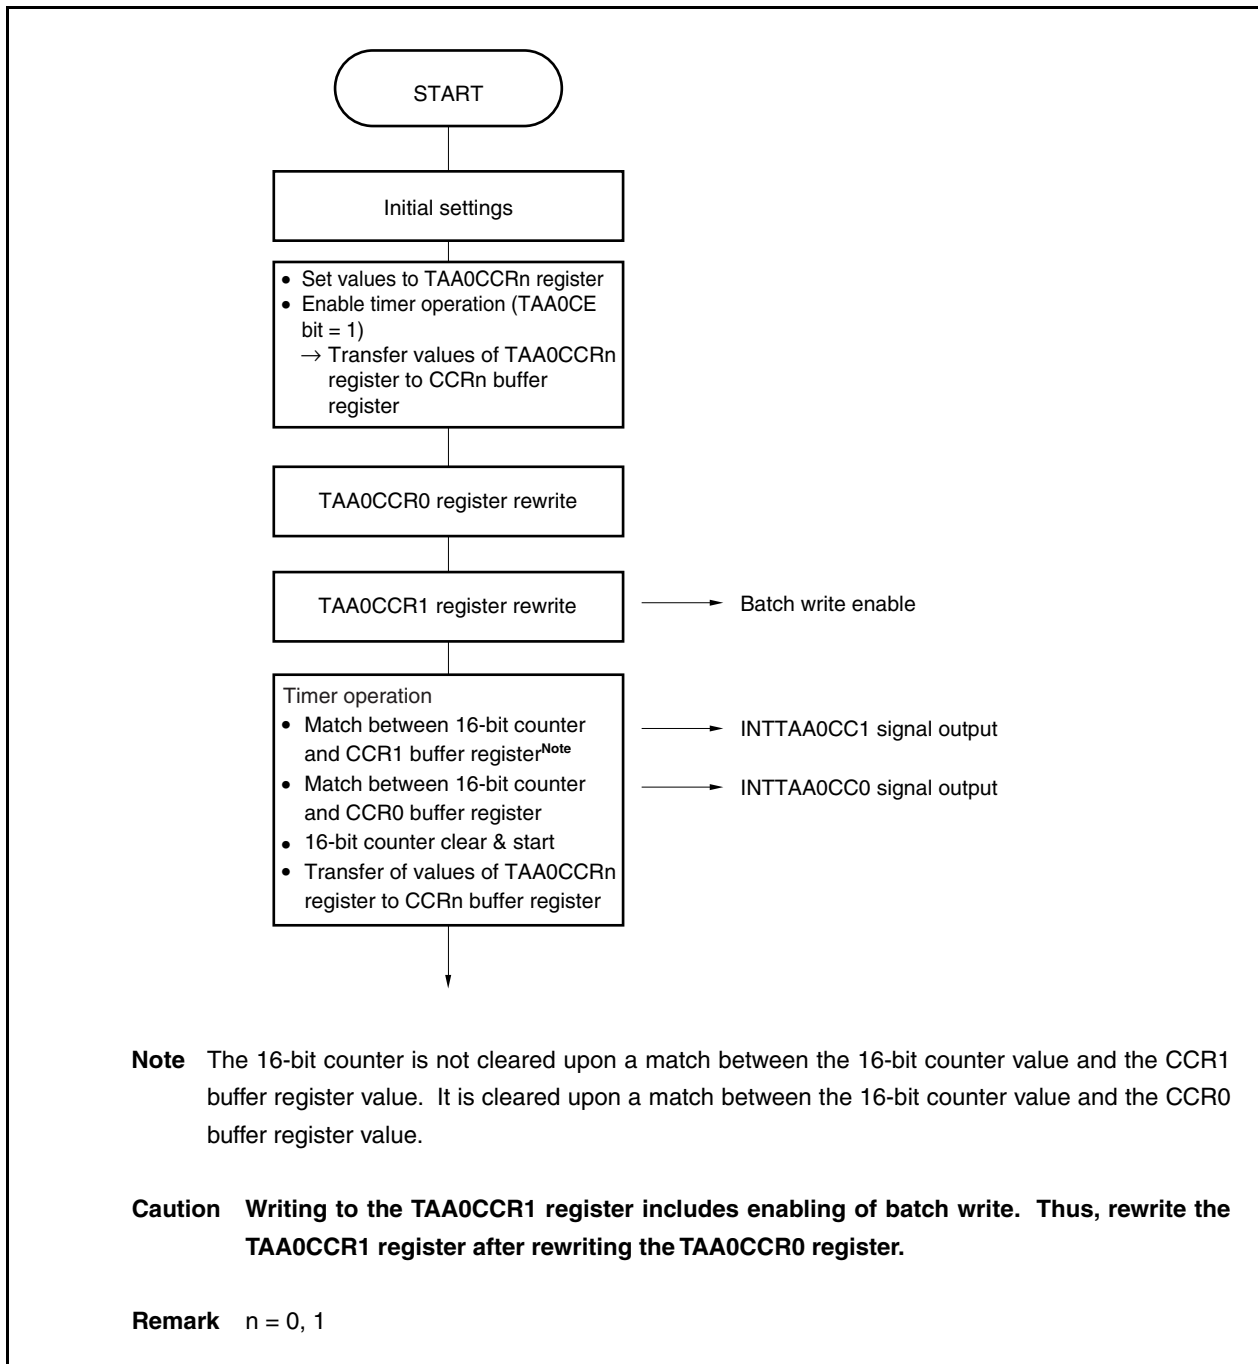 START
Initial settings
• Set values to TAA0CCRn register
• Enable timer operation (TAA0CE
bit = 1)
→ Transfer values of TAA0CCRn
register to CCRn buffer
register
TAA0CCR0 register rewrite
TAA0CCR1 register rewrite
Batch write enable
Timer operation
• Match between 16-bit counter
and CCR1 buffer registerNote
INTTAA0CC1 signal output
• Match between 16-bit counter
and CCR0 buffer register
INTTAA0CC0 signal output
• 16-bit counter clear & start
• Transfer of values of TAA0CCRn
register to CCRn buffer register
Note The 16-bit counter is not cleared upon a match between the 16-bit counter value and the CCR1
buffer register value. It is cleared upon a match between the 16-bit counter value and the CCR0
buffer register value.
Caution Writing to the TAA0CCR1 register includes enabling of batch write. Thus, rewrite the
TAA0CCR1 register after rewriting the TAA0CCR0 register.
Remark n = 0, 1